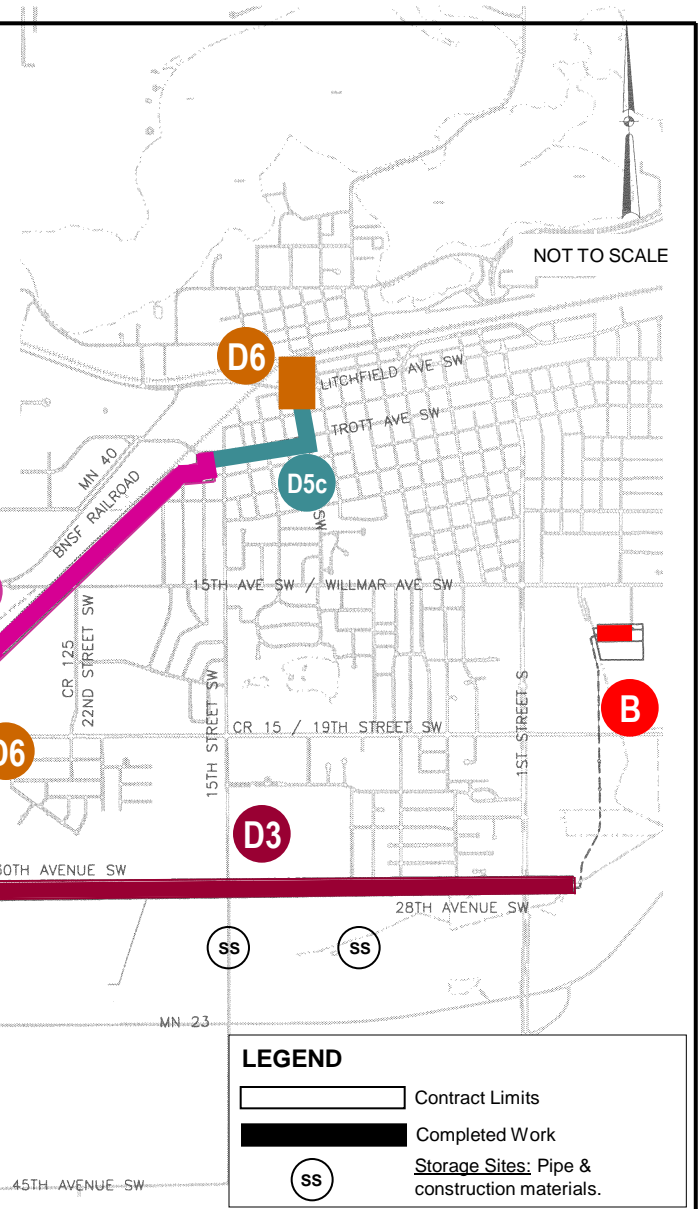 NOT TO SCALE
D6
LITCHFIELD AVE SW
TROTT AVE SW
MN 40
BNSF RAILROAD
D5c
SW
15TH AVE SW / WILLMAR AVE SW
CR 125
22ND STREET SW
15TH STREET SW
1ST STREET S
B
CR 15 / 19TH STREET SW
D6
D3
30TH AVENUE SW
28TH AVENUE SW
SS
SS
MN 23
LEGEND
Contract Limits
Completed Work
SS
Storage Sites: Pipe &
construction materials.
45TH AVENUE SW